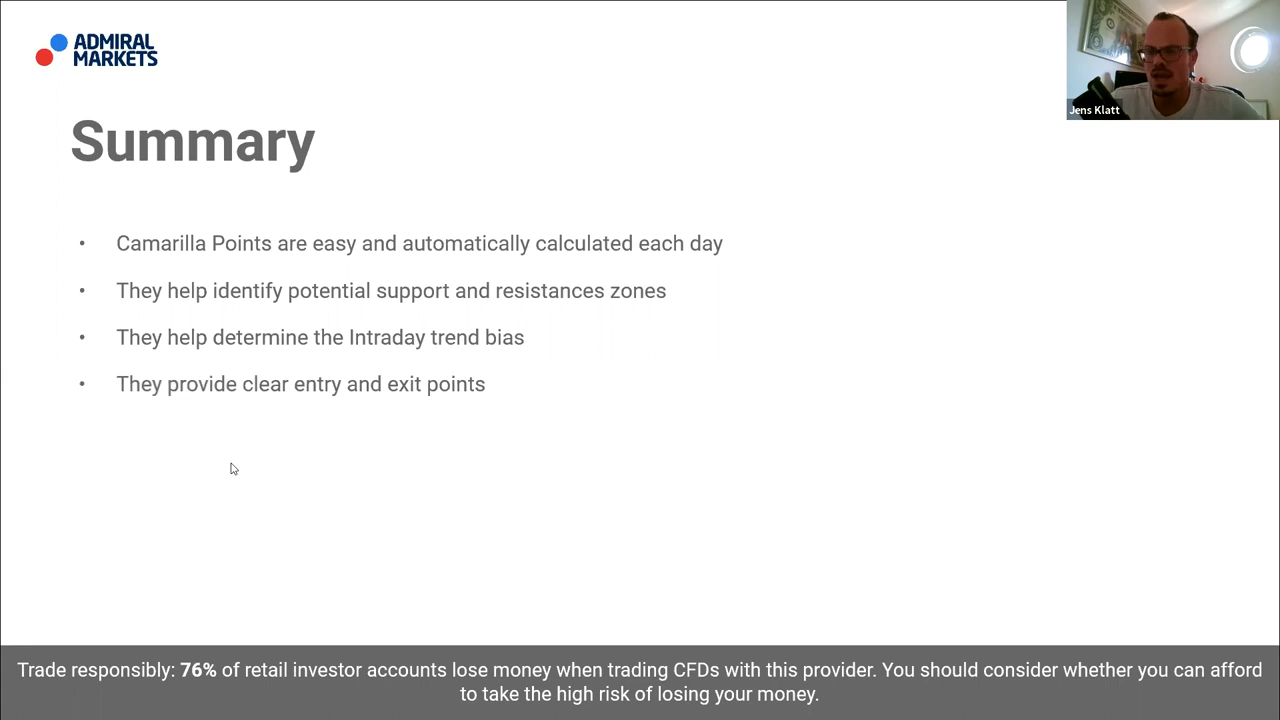 ADMIRAL
MARKETS
Jens Klatt
Summary
• Camarilla Points are easy and automatically calculated each day
• They help identify potential support and resistances zones
• They help determine the Intraday trend bias
• They provide clear entry and exit points
Trade responsibly: 76% of retail investor accounts lose money when trading CFDs with this provider. You should consider whether you can afford
to take the high risk of losing your money.